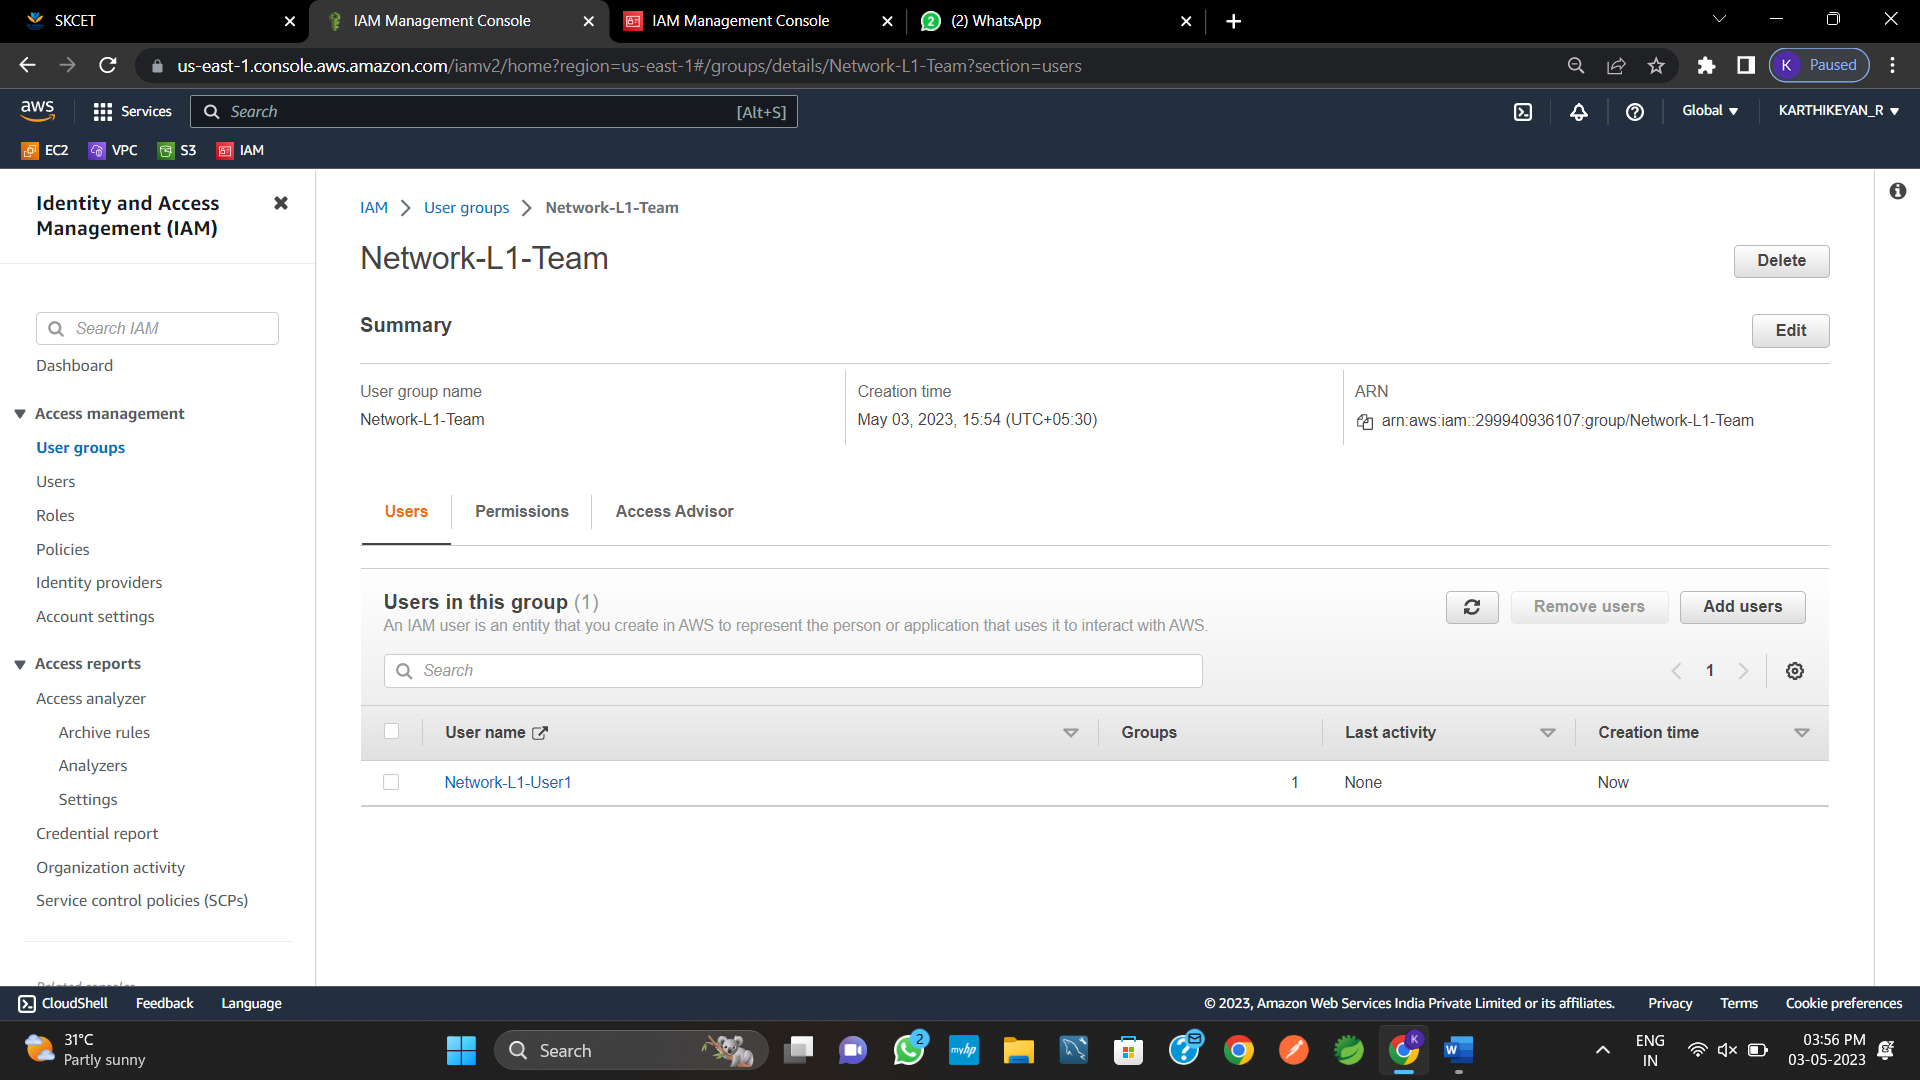 SKCET
IAM Management Console
IAM Management Console
(2) WhatsApp
us-east-1.console.aws.amazon.com/iamv2/home?region=us-east-1#/groups/details/Network-L1-Team?section=users
K Paused
aws
Services
Search [Alt+S]
Global
KARTHIKEYAN_R
EC2
VPC
S3
IAM
Identity and Access
Management (IAM)
Search IAM
Dashboard
Access management
User groups
Users
Roles
Policies
Identity providers
Account settings
Access reports
Access analyzer
Archive rules
Analyzers
Settings
Credential report
Organization activity
Service control policies (SCPs)
Related consoles
IAM
User groups
Network-L1-Team
Network-L1-Team
Delete
Summary
Edit
User group name
Network-L1-Team
Creation time
May 03, 2023, 15:54 (UTC+05:30)
ARN
arn:aws:iam::299940936107:group/Network-L1-Team
Users
Permissions
Access Advisor
Users in this group (1)
An IAM user is an entity that you create in AWS to represent the person or application that uses it to interact with AWS.
Remove users
Add users
Search
1
User name
Groups
Last activity
Creation time
Network-L1-User1
1
None
Now
CloudShell
Feedback
Language
© 2023, Amazon Web Services India Private Limited or its affiliates.
Privacy
Terms
Cookie preferences
31°C
Partly sunny
Search
2
myhp
K
W
ENG
IN
03:56 PM
03-05-2023